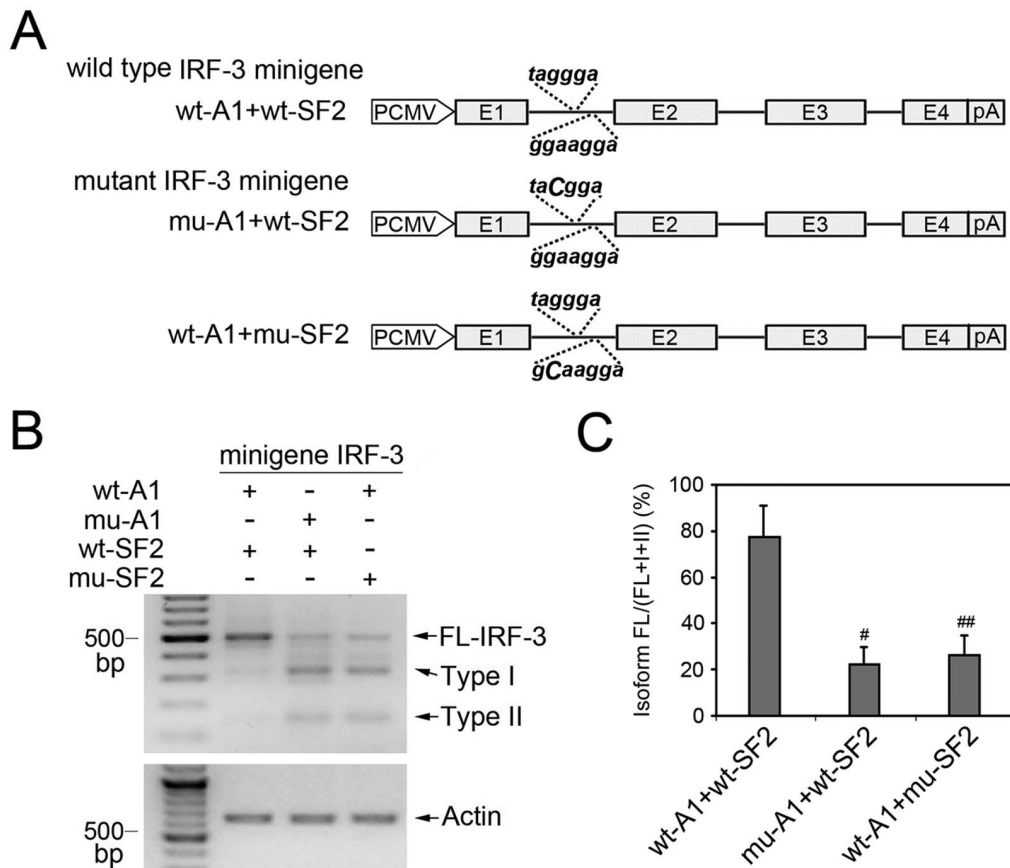 A
wild type IRF-3 minigene
taggga
wt-A1+wt-SF2
PCMV E1 E2 E3 E4 pA
ggaagga
mutant IRF-3 minigene
taCgga
mu-A1+wt-SF2
PCMV E1 E2 E3 E4 pA
ggaagga
taggga
wt-A1+mu-SF2
PCMV E1 E2 E3 E4 pA
gCaagga
B
minigene IRF-3
wt-A1 + - +
mu-A1 - + -
wt-SF2 + + -
mu-SF2 - - +
500
bp
FL-IRF-3
Type I
Type II
500
bp
Actin
C
Isoform FL/(FL+I+II) (%)
100
80
60
40
20
0
#
##
wt-A1+wt-SF2
mu-A1+wt-SF2
wt-A1+mu-SF2